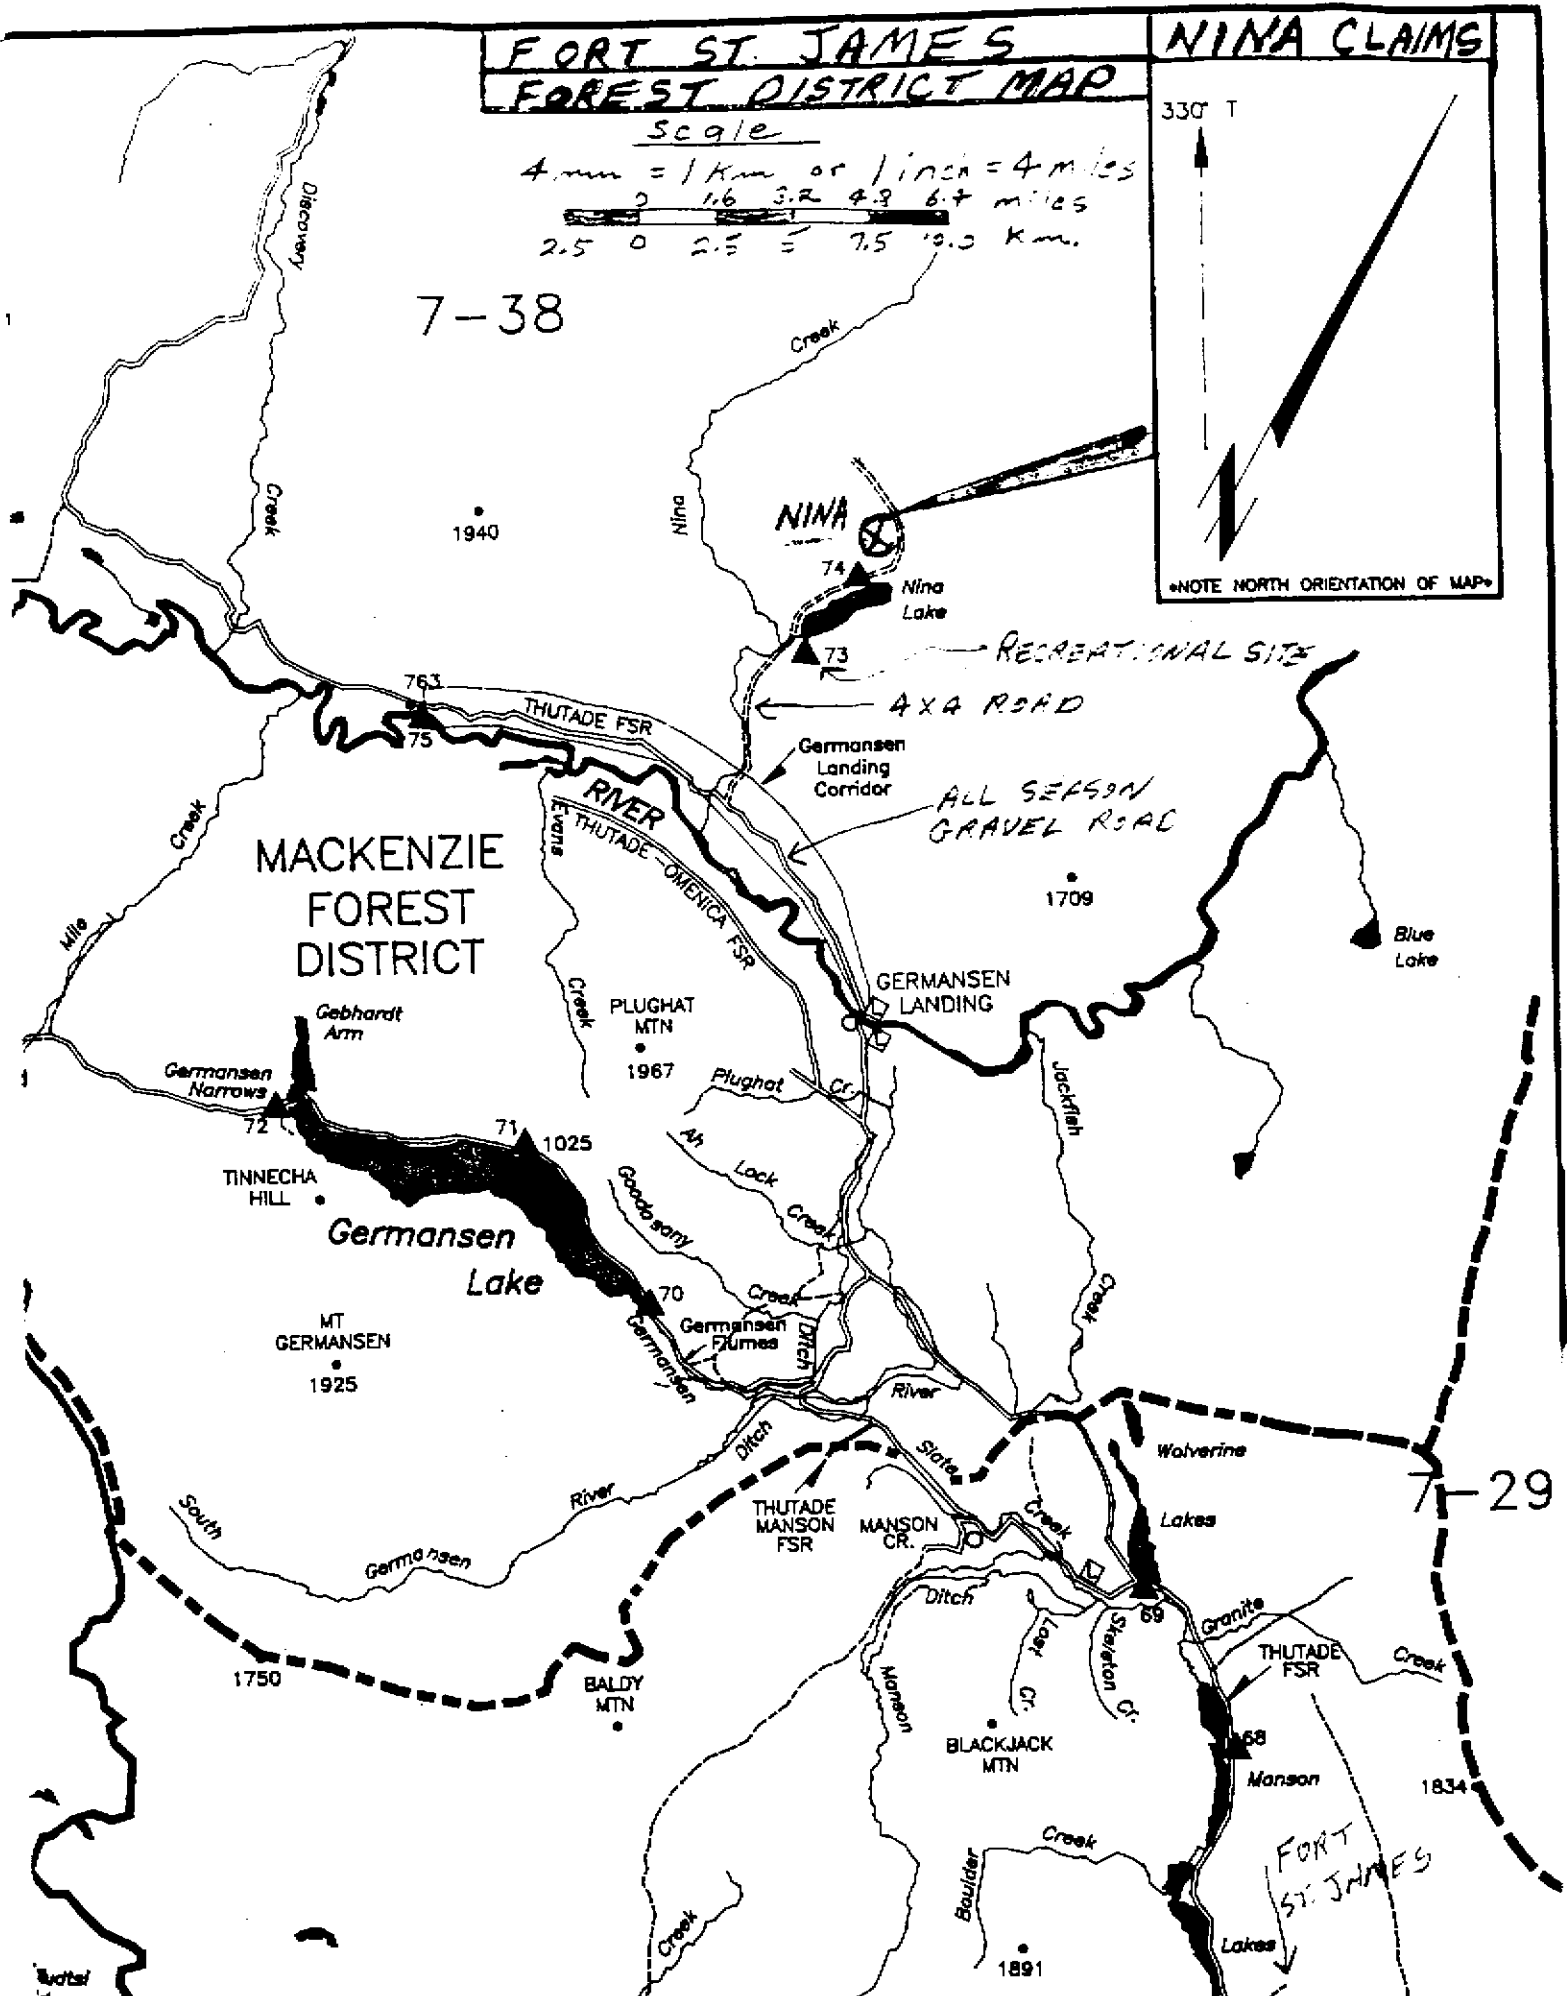 FORT ST. JAMES
FOREST DISTRICT MAP
NINA CLAIMS
scale
4 mm = 1 Km or 1 inch = 4 miles
0 1.6 3.2 4.8 6.4 miles
2.5 0 2.5 5 7.5 10.0 Km.
330° T
N
*NOTE NORTH ORIENTATION OF MAP*
Discovery
Creek
7-38
Creek
Nina
1940
NINA
74
Nina
Lake
73
RECREATIONAL SITE
4X4 ROAD
763
75
THUTADE FSR
Germansen
Landing
Corridor
ALL SEASON
GRAVEL ROAD
RIVER
Evans
Creek
THUTADE-OMENICA FSR
Creek
Mile
MACKENZIE
FOREST
DISTRICT
1709
Blue
Lake
GERMANSEN
LANDING
PLUGHAT
MTN
1967
Gebhardt
Arm
Germansen
Narrows
72
71
1025
Plughat Cr.
Jackfish
Creek
Ah
Lock
Creek
TINNECHA
HILL
Germansen
Lake
Goodasany
Creek
70
MT
GERMANSEN
1925
Germansen
Flumes
Ditch
Germansen
River
Ditch
Slate
Creek
Wolverine
Lakes
7-29
South
Germansen
River
THUTADE
MANSON
FSR
MANSON
CR.
Ditch
69
Lost
Cr.
Skeleton
Cr.
Granite
Creek
THUTADE
FSR
1750
BALDY
MTN
Manson
BLACKJACK
MTN
68
Manson
1834
Creek
Boulder
FORT
ST. JAMES
Creek
1891
Lakes